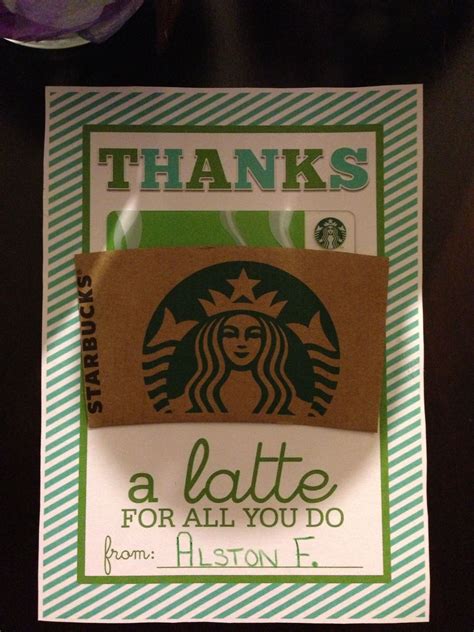 THANKS
STARBUCKS®
a latte
FOR ALL YOU DO
from: ALSTON F.